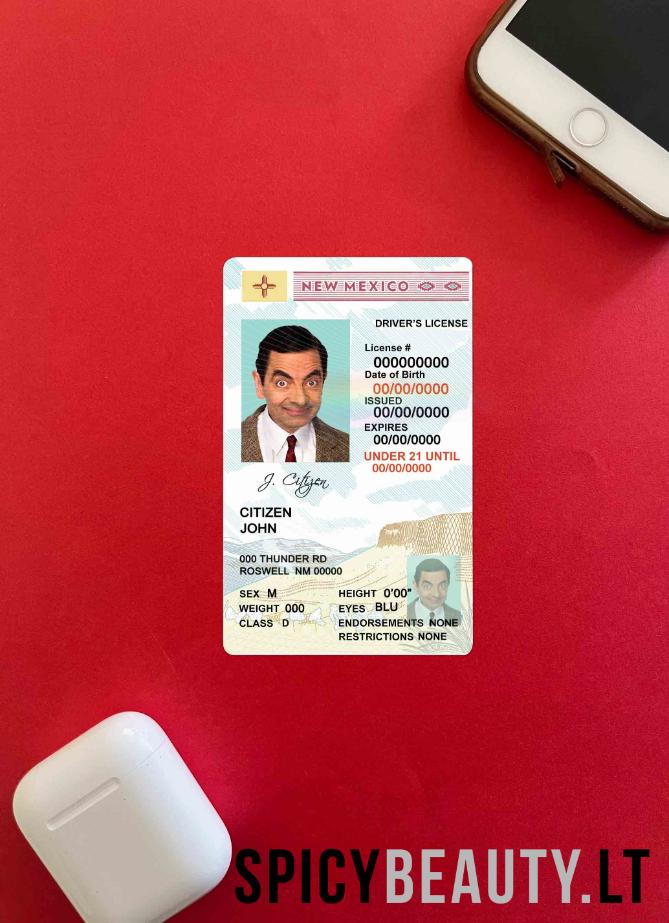 NEW MEXICO
DRIVER'S LICENSE
License #
000000000
Date of Birth
00/00/0000
ISSUED
00/00/0000
EXPIRES
00/00/0000
UNDER 21 UNTIL
00/00/0000
J. Citizen
CITIZEN
JOHN
000 THUNDER RD
ROSWELL NM 00000
SEX M HEIGHT 0'00"
WEIGHT 000 EYES BLU
CLASS D ENDORSEMENTS NONE
RESTRICTIONS NONE
SPICYBEAUTY.LT